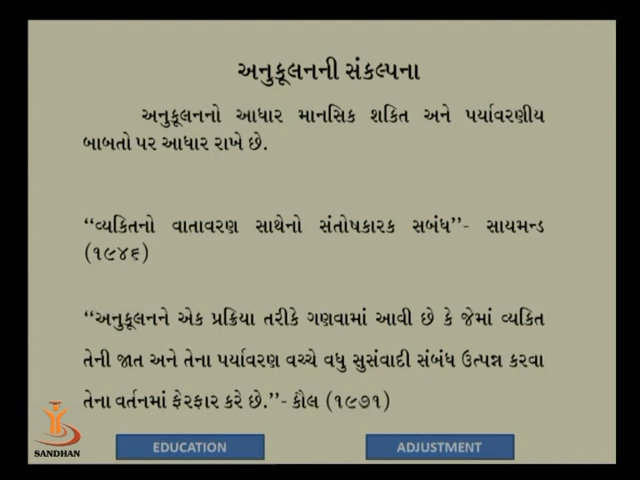 અનુકૂલનની સંકલ્પના
અનુકૂલનનો આધાર માનસિક શકિત અને પર્યાવરણીય
બાબતો પર આધાર રાખે છે.
“વ્યકિતનો વાતાવરણ સાથેનો સંતોષકારક સબંધ”- સાયમન્ડ
(૧૯૪૬)
“અનુકૂલનને એક પ્રક્રિયા તરીકે ગણવામાં આવી છે કે જેમાં વ્યકિત
તેની જાત અને તેના પર્યાવરણ વચ્ચે વધુ સુસંવાદી સંબંધ ઉત્પન્ન કરવા
તેના વર્તનમાં ફેરફાર કરે છે.”- કૌલ (૧૯૭૧)
SANDHAN
EDUCATION
ADJUSTMENT